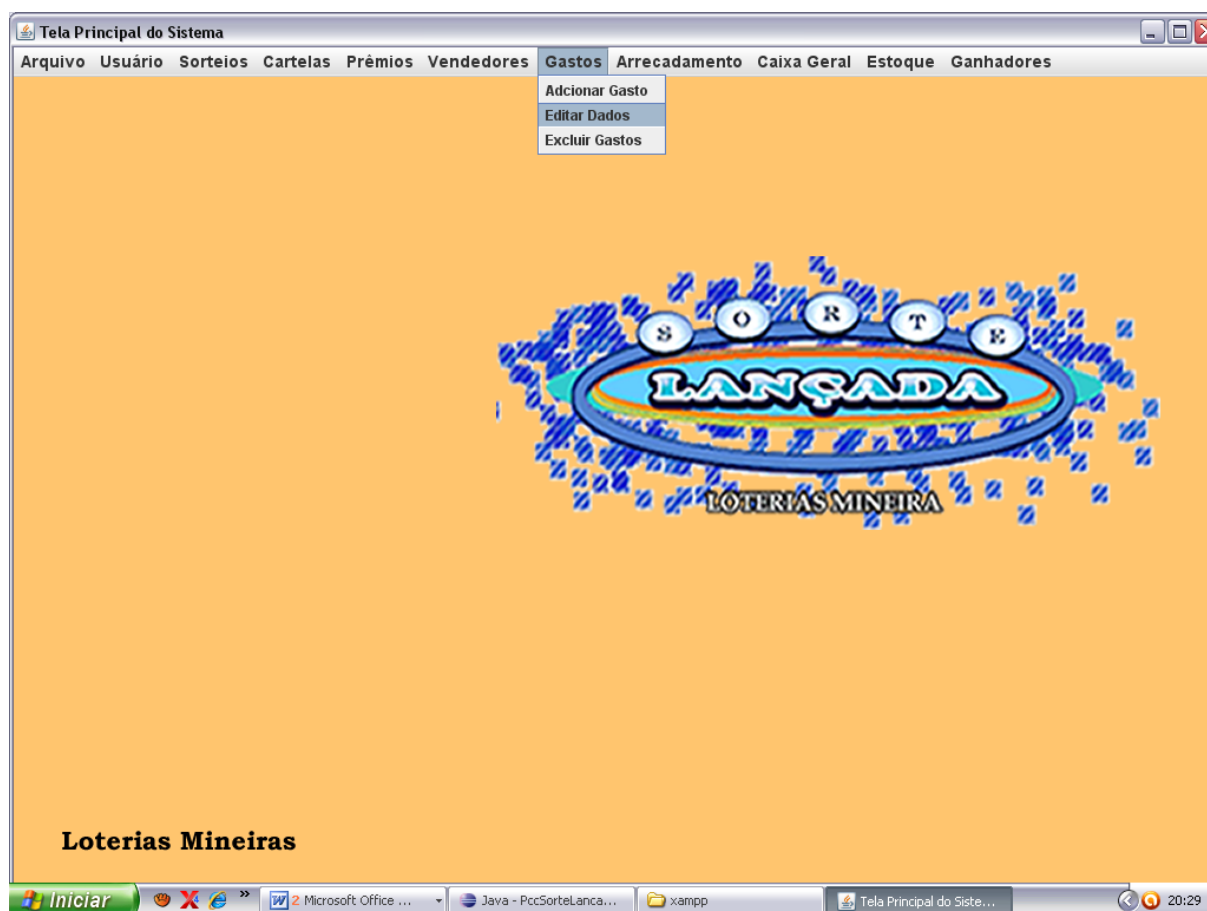 Tela Principal do Sistema
Arquivo Usuário Sorteios Cartelas Prêmios Vendedores Gastos Arrecadamento Caixa Geral Estoque Ganhadores
Adcionar Gasto
Editar Dados
Excluir Gastos
SORTE
LANÇADA
LOTERIAS MINEIRA
Loterias Mineiras
Iniciar » 2 Microsoft Office ... Java - PccSorteLanca... xampp Tela Principal do Siste... 20:29